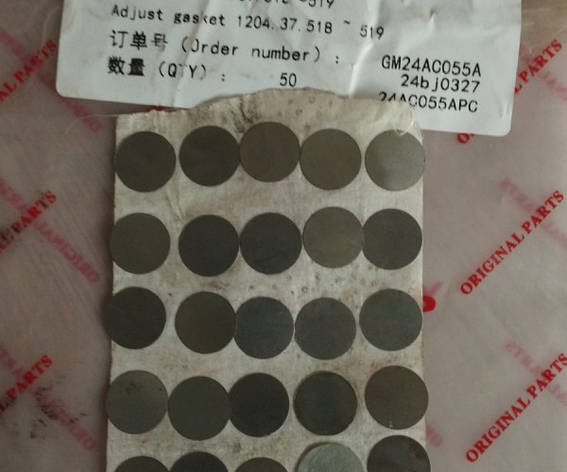 Adjust gasket 1204.37.518 ~ 519
订单号 (Order number) :
GM24AC055A
数量 (QTY) : 50
24bj0327
24AC055APC
ORIGINAL PARTS
ORIGINAL PARTS
ORIGINAL PARTS
ORIGINAL PARTS